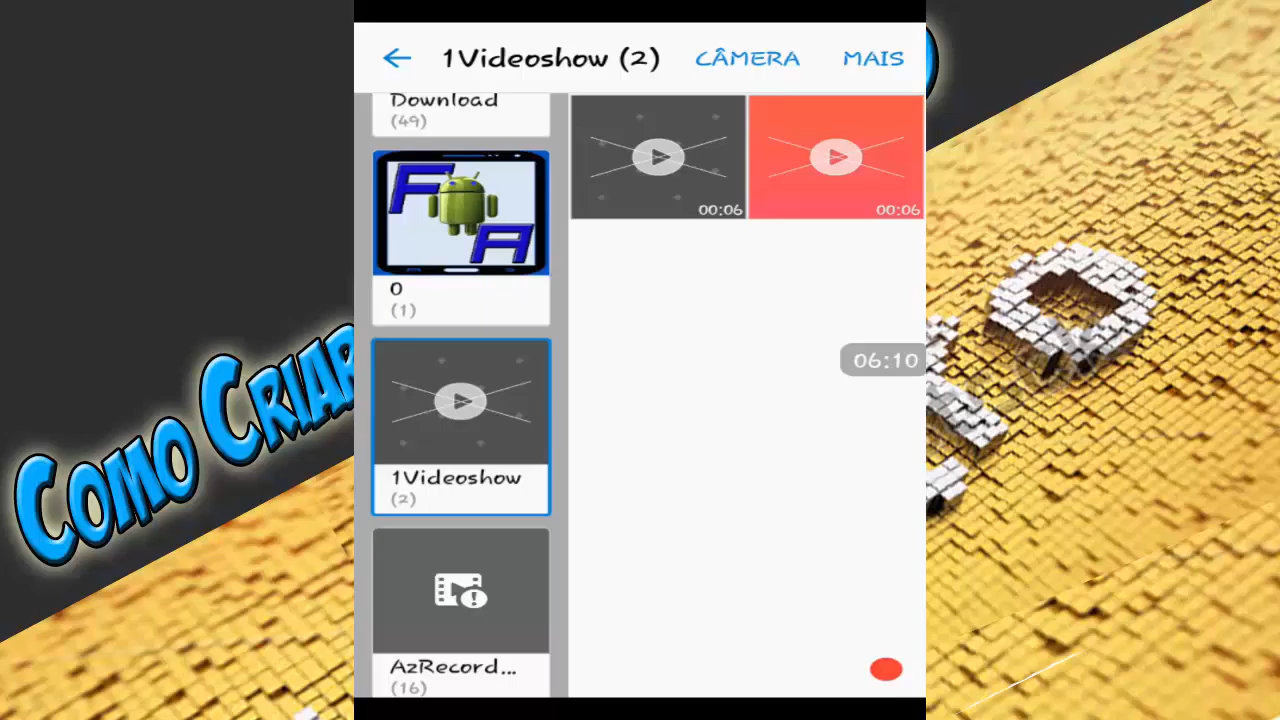 1Videoshow (2)
CÂMERA
MAIS
Download
(49)
F
A
0
(1)
1Videoshow
(2)
AzRecord...
(16)
00:06
00:06
06:10
COMO CRIAR